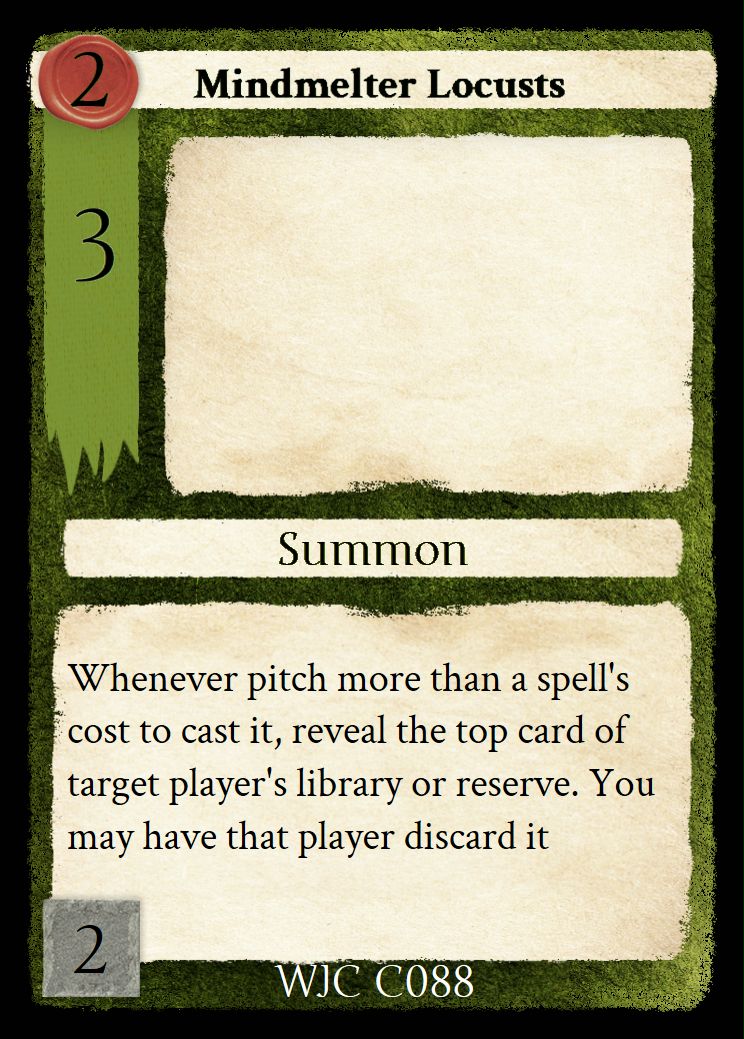 2
Mindmelter Locusts
3
Summon
Whenever pitch more than a spell's
cost to cast it, reveal the top card of
target player's library or reserve. You
may have that player discard it
2
WJC C088